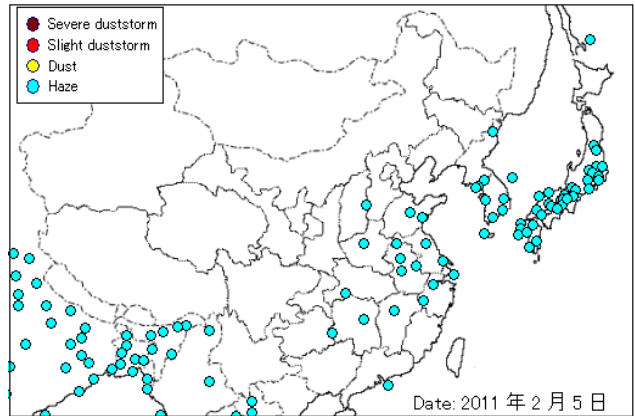 Severe duststorm
Slight duststorm
Dust
Haze
Date: 2011 年 2 月 5 日